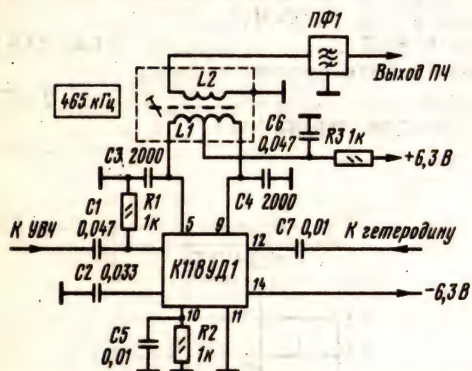 ПФ1
Выход ПЧ
L2
465 кГц
L1
C6
0,047
R3 1к
+6,3 В
C3 2000
R1
1к
C4 2000
К УВЧ
C1
0,047
5
9
12
C7 0,01
К гетеродину
C2 0,033
К118УД1
14
-6,3 В
10
11
C5
0,01
R2
1к